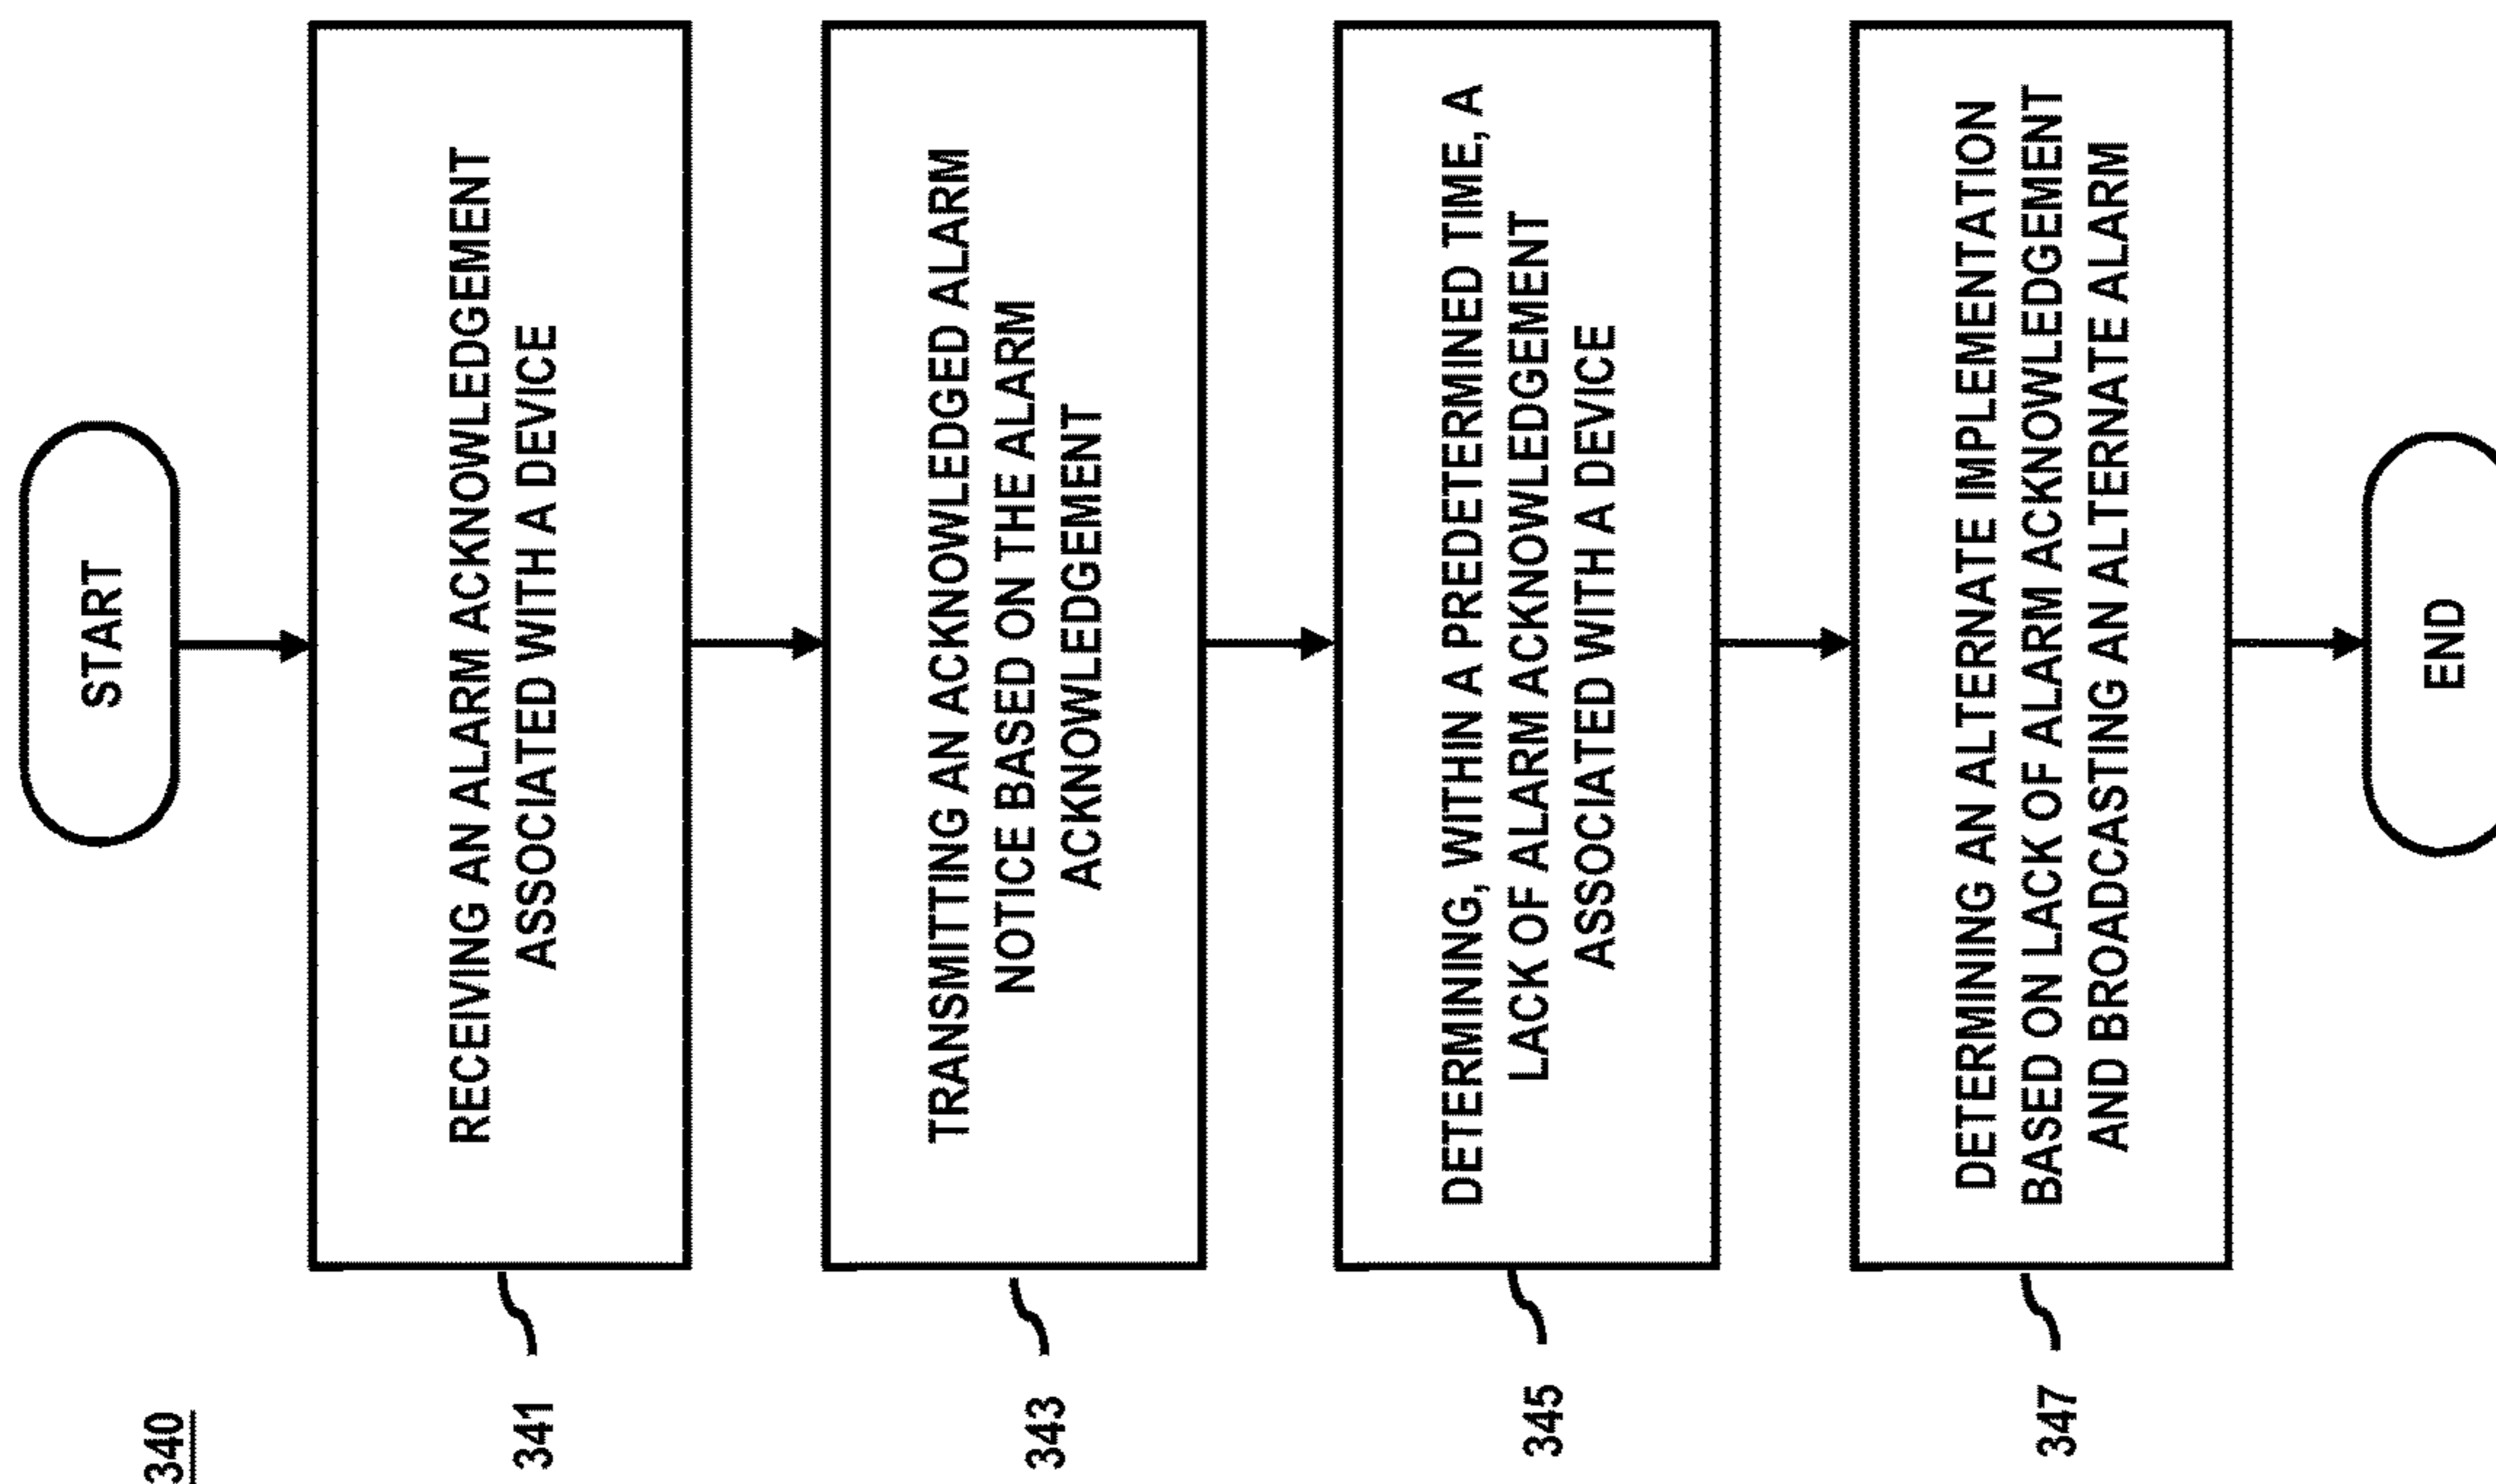 340
START
341
RECEIVING AN ALARM ACKNOWLEDGEMENT
ASSOCIATED WITH A DEVICE
343
TRANSMITTING AN ACKNOWLEDGED ALARM
NOTICE BASED ON THE ALARM
ACKNOWLEDGEMENT
345
DETERMINING, WITHIN A PREDETERMINED TIME, A
LACK OF ALARM ACKNOWLEDGEMENT
ASSOCIATED WITH A DEVICE
347
DETERMINING AN ALTERNATE IMPLEMENTATION
BASED ON LACK OF ALARM ACKNOWLEDGEMENT
AND BROADCASTING AN ALTERNATE ALARM
END